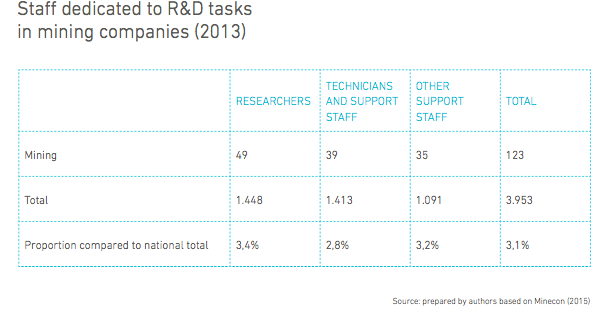 Staff dedicated to R&D tasks
in mining companies (2013)
RESEARCHERS
TECHNICIANS
AND SUPPORT
STAFF
OTHER
SUPPORT
STAFF
TOTAL
Mining 49 39 35 123
Total 1.448 1.413 1.091 3.953
Proportion compared to national total 3,4% 2,8% 3,2% 3,1%
Source: prepared by authors based on Minecon (2015)